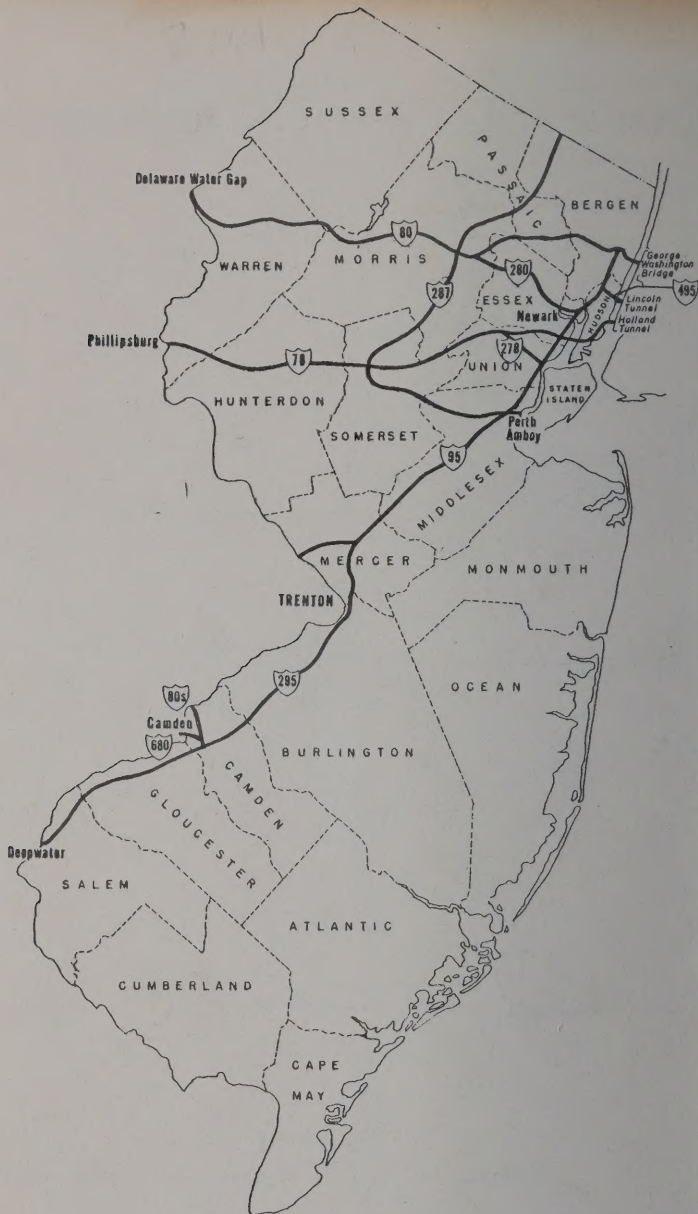 SUSSEX
PASSAIC
Delaware Water Gap
BERGEN
80
George
Washington
Bridge
WARREN
MORRIS
280
287
495
ESSEX
HUDSON
Lincoln
Tunnel
Newark
Holland
Tunnel
Phillipsburg
78
278
UNION
STATEN
ISLAND
HUNTERDON
Perth
Amboy
SOMERSET
95
MIDDLESEX
MERCER
MONMOUTH
TRENTON
295
OCEAN
80s
Camden
680
BURLINGTON
CAMDEN
GLOUCESTER
Deepwater
SALEM
ATLANTIC
CUMBERLAND
CAPE
MAY